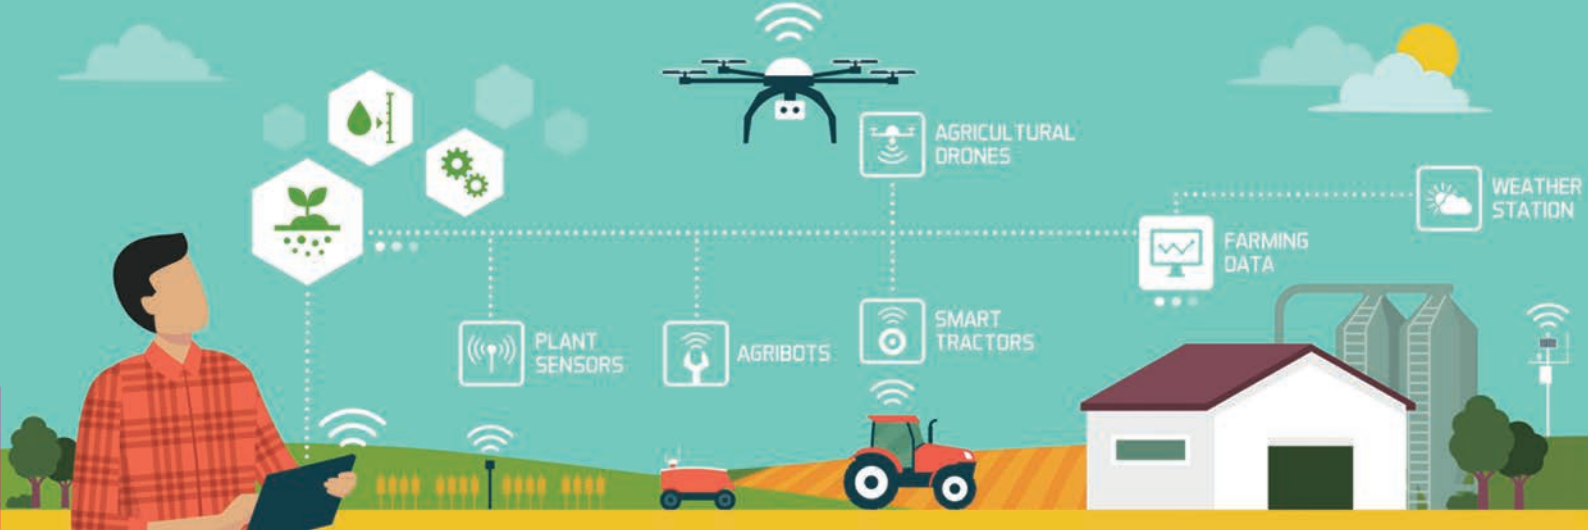 AGRICULTURAL
DRONES
WEATHER
STATION
FARMING
DATA
PLANT
SENSORS
AGRIBOTS
SMART
TRACTORS